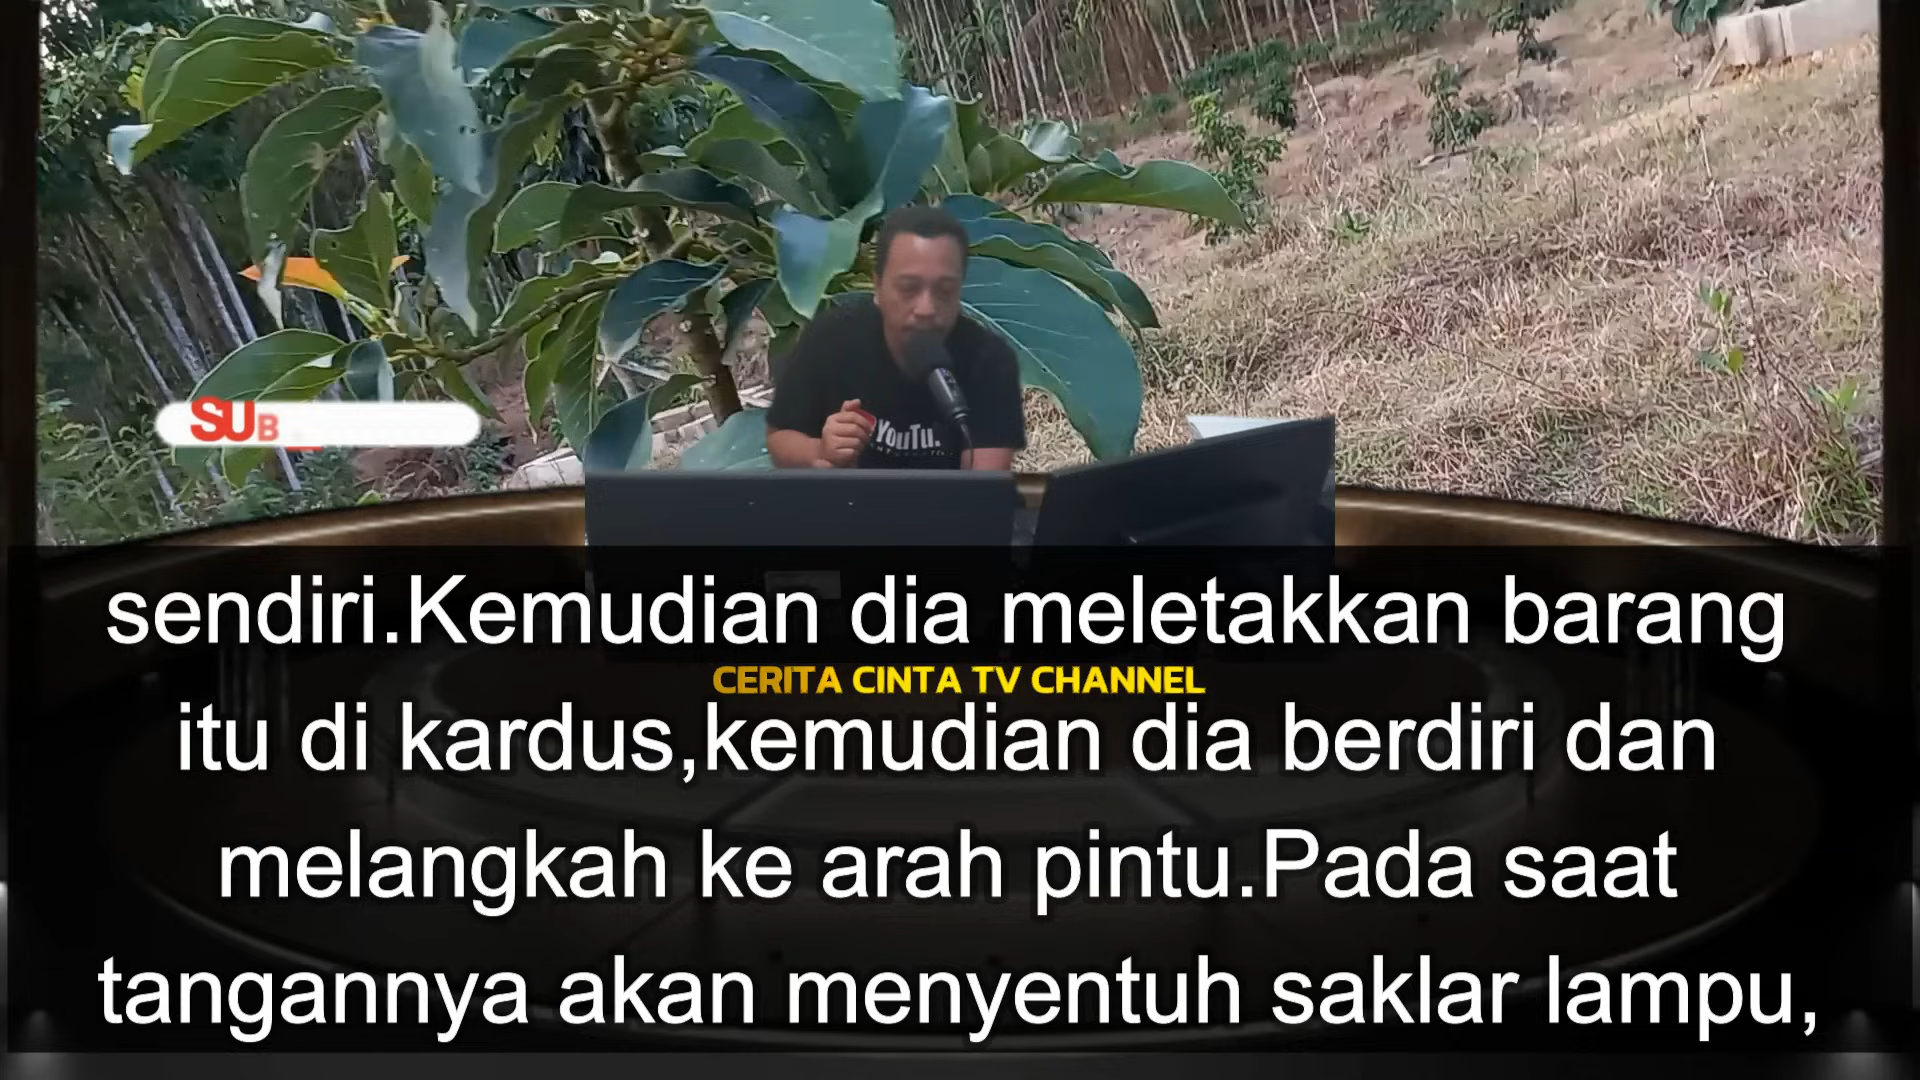 SUB
YouTu.
sendiri.Kemudian dia meletakkan barang
CERITA CINTA TV CHANNEL
itu di kardus,kemudian dia berdiri dan
melangkah ke arah pintu.Pada saat
tangannya akan menyentuh saklar lampu,